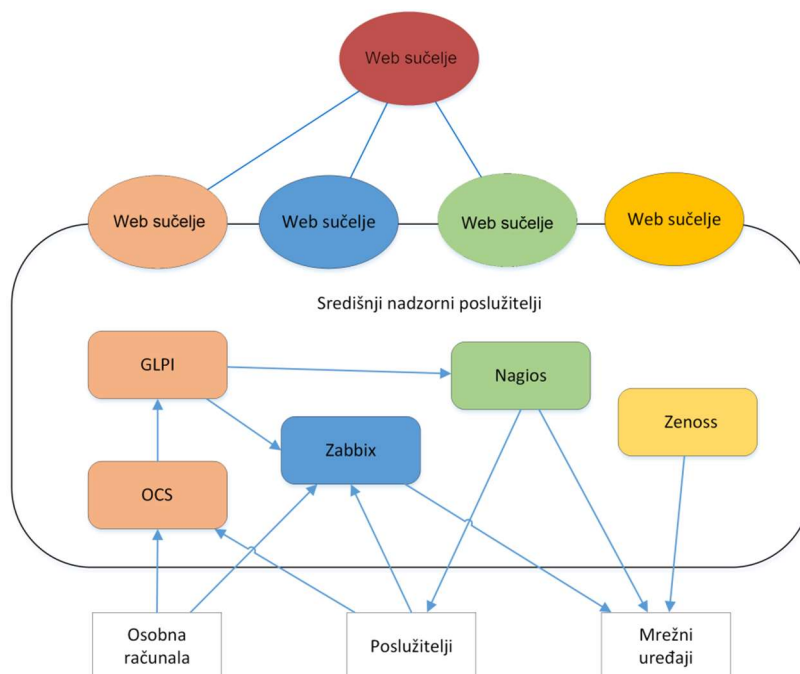 Web sučelje
Web sučelje
Web sučelje
Web sučelje
Web sučelje
Središnji nadzorni poslužitelji
GLPI
Nagios
Zenoss
Zabbix
OCS
Osobna
računala
Poslužitelji
Mrežni
uređaji